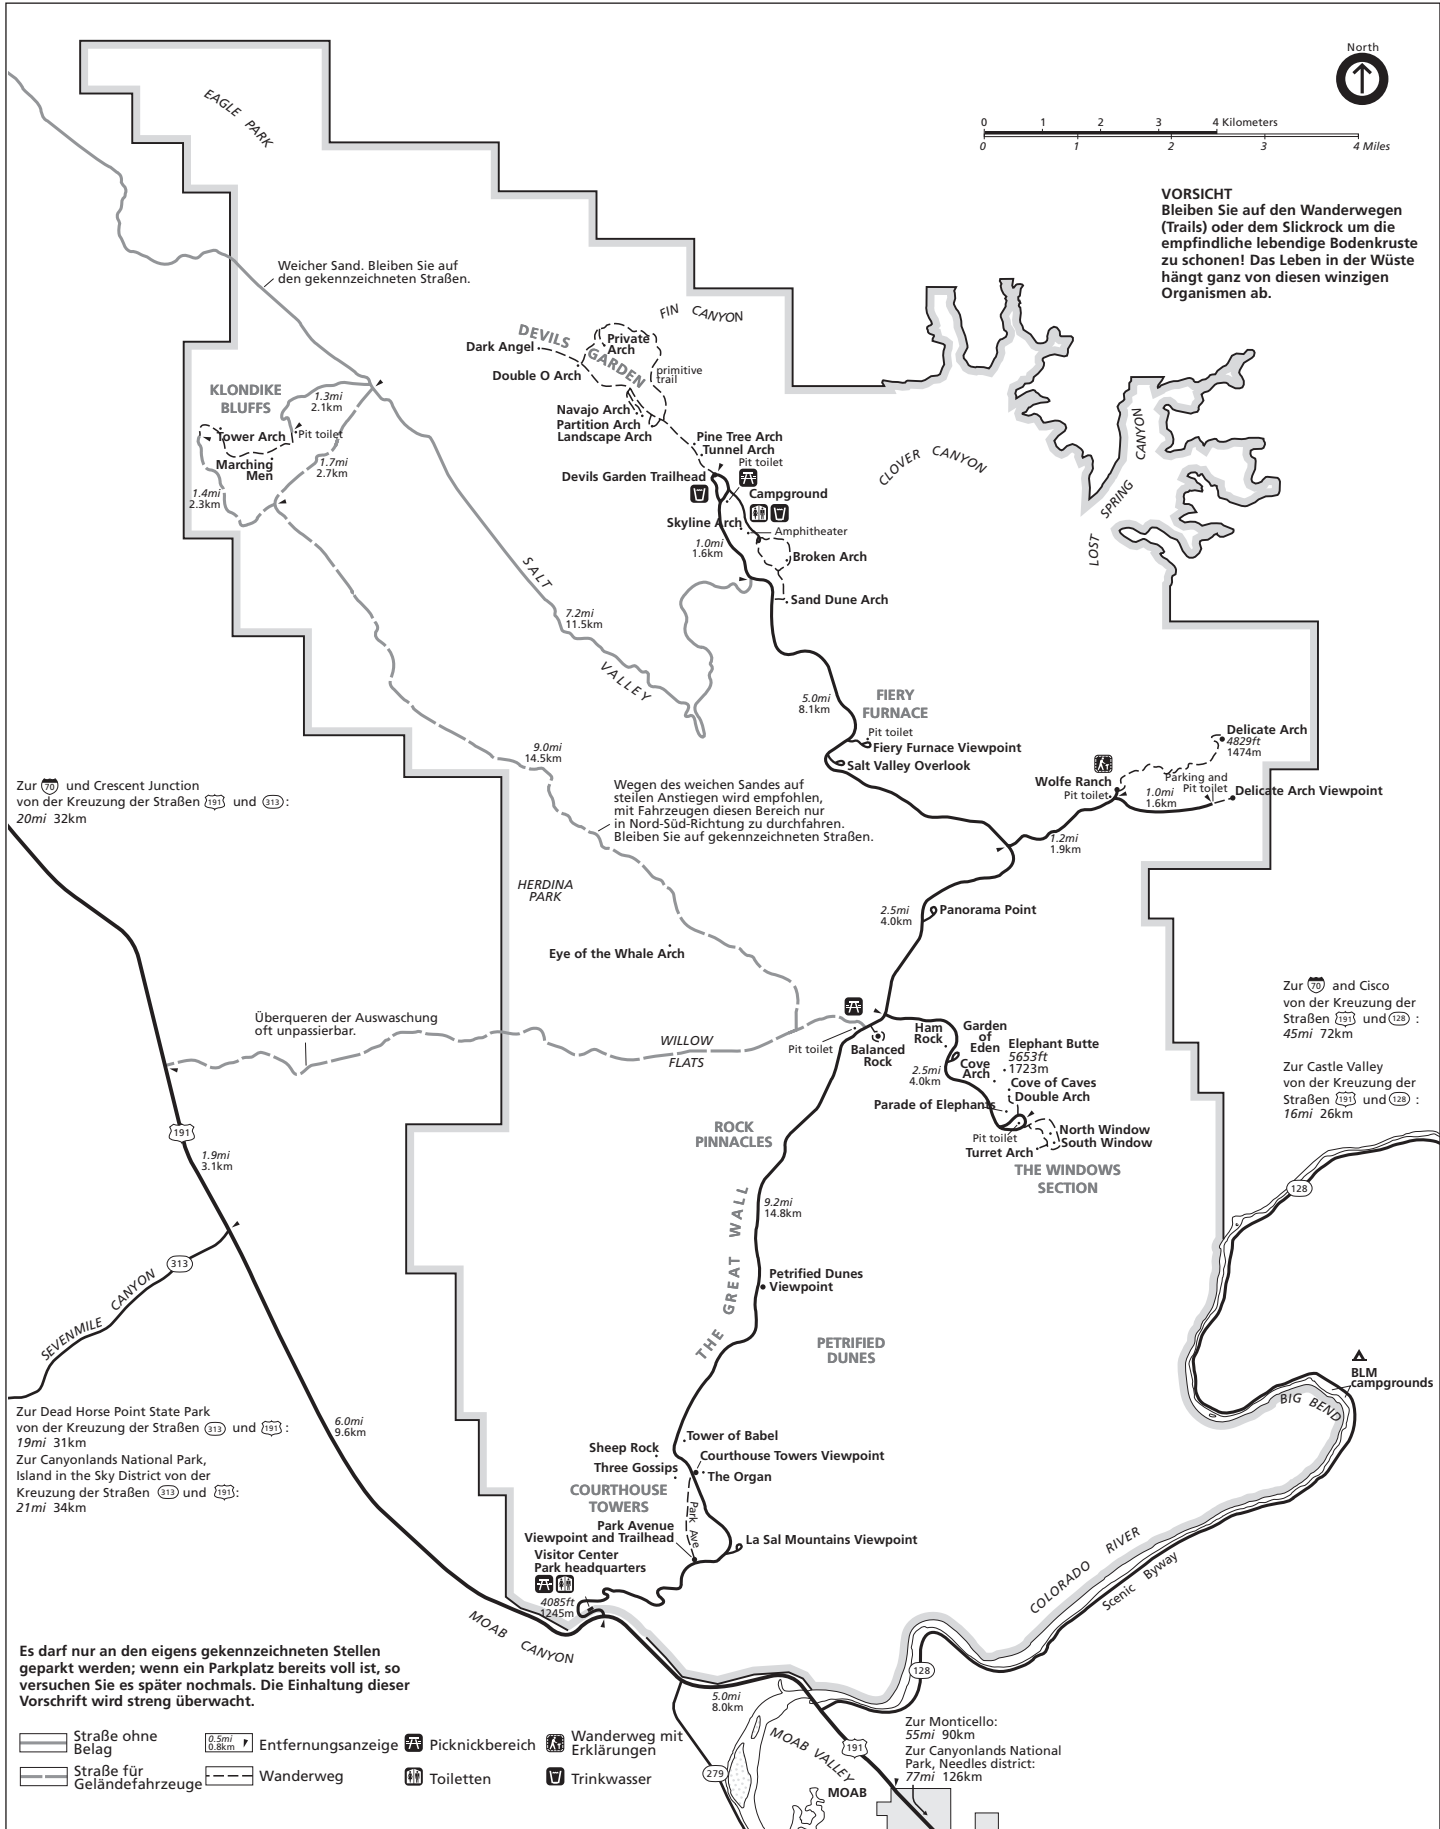 North
0 1 2 3 4 Kilometers
0 1 2 3 4 Miles
EAGLE PARK
VORSICHT
Bleiben Sie auf den Wanderwegen
(Trails) oder dem Slickrock um die
empfindliche lebendige Bodenkruste
zu schonen! Das Leben in der Wüste
hängt ganz von diesen winzigen
Organismen ab.
Weicher Sand. Bleiben Sie auf
den gekennzeichneten Straßen.
FIN CANYON
DEVILS
GARDEN
Private
Arch
Dark Angel
Double O Arch
primitive
trail
KLONDIKE
BLUFFS
1.3mi
2.1km
Tower Arch
Pit toilet
Marching
Men
1.7mi
2.7km
1.4mi
2.3km
Navajo Arch
Partition Arch
Landscape Arch
Pine Tree Arch
Tunnel Arch
Pit toilet
Devils Garden Trailhead
Campground
Skyline Arch
Amphitheater
1.0mi
1.6km
Broken Arch
Sand Dune Arch
CLOVER CANYON
LOST SPRING CANYON
SALT
VALLEY
7.2mi
11.5km
5.0mi
8.1km
FIERY
FURNACE
Pit toilet
Fiery Furnace Viewpoint
Salt Valley Overlook
9.0mi
14.5km
Delicate Arch
4829ft
1474m
Wolfe Ranch
Pit toilet
Parking and
Pit toilet
1.0mi
1.6km
Delicate Arch Viewpoint
1.2mi
1.9km
Zur 70 und Crescent Junction
von der Kreuzung der Straßen 191 und 313:
20mi 32km
Wegen des weichen Sandes auf
steilen Anstiegen wird empfohlen,
mit Fahrzeugen diesen Bereich nur
in Nord-Süd-Richtung zu durchfahren.
Bleiben Sie auf gekennzeichneten Straßen.
HERDINA
PARK
2.5mi
4.0km
Panorama Point
Eye of the Whale Arch
Überqueren der Auswaschung
oft unpassierbar.
WILLOW
FLATS
Pit toilet
Balanced
Rock
Ham
Rock
Garden
of
Eden
Elephant Butte
5653ft
1723m
Cove
Arch
2.5mi
4.0km
Cove of Caves
Double Arch
Parade of Elephants
Pit toilet
North Window
South Window
Turret Arch
THE WINDOWS
SECTION
Zur 70 and Cisco
von der Kreuzung der
Straßen 191 und 128 :
45mi 72km
Zur Castle Valley
von der Kreuzung der
Straßen 191 und 128 :
16mi 26km
191
1.9mi
3.1km
ROCK
PINNACLES
THE GREAT WALL
9.2mi
14.8km
128
313
SEVENMILE CANYON
Petrified Dunes
Viewpoint
PETRIFIED
DUNES
BLM
campgrounds
BIG BEND
Zur Dead Horse Point State Park
von der Kreuzung der Straßen 313 und 191 :
19mi 31km
Zur Canyonlands National Park,
Island in the Sky District von der
Kreuzung der Straßen 313 und 191:
21mi 34km
6.0mi
9.6km
Tower of Babel
Sheep Rock
Courthouse Towers Viewpoint
Three Gossips
The Organ
COURTHOUSE
TOWERS
Park Ave
Park Avenue
Viewpoint and Trailhead
La Sal Mountains Viewpoint
Visitor Center
Park headquarters
4085ft
1245m
COLORADO RIVER
Scenic Byway
MOAB CANYON
Es darf nur an den eigens gekennzeichneten Stellen
geparkt werden; wenn ein Parkplatz bereits voll ist, so
versuchen Sie es später nochmals. Die Einhaltung dieser
Vorschrift wird streng überwacht.
128
5.0mi
8.0km
Zur Monticello:
55mi 90km
Zur Canyonlands National
Park, Needles district:
77mi 126km
MOAB VALLEY
191
279
MOAB
Straße ohne
Belag
0.5mi
0.8km
Entfernungsanzeige
Picknickbereich
Wanderweg mit
Erklärungen
Straße für
Geländefahrzeuge
Wanderweg
Toiletten
Trinkwasser